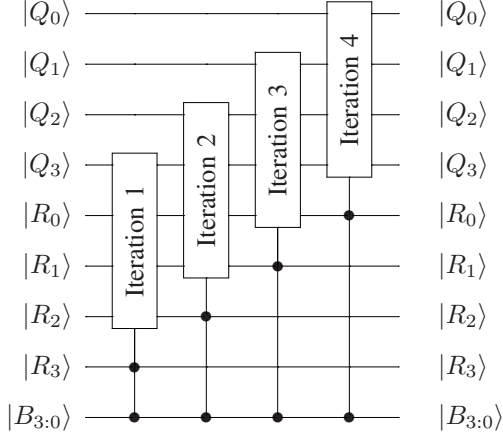 |Q₀⟩ Iteration 4 |Q₀⟩
|Q₁⟩ Iteration 3 |Q₁⟩
|Q₂⟩ Iteration 2 |Q₂⟩
|Q₃⟩ Iteration 1 |Q₃⟩
|R₀⟩ |R₀⟩
|R₁⟩ |R₁⟩
|R₂⟩ |R₂⟩
|R₃⟩ |R₃⟩
|B₃:₀⟩ |B₃:₀⟩